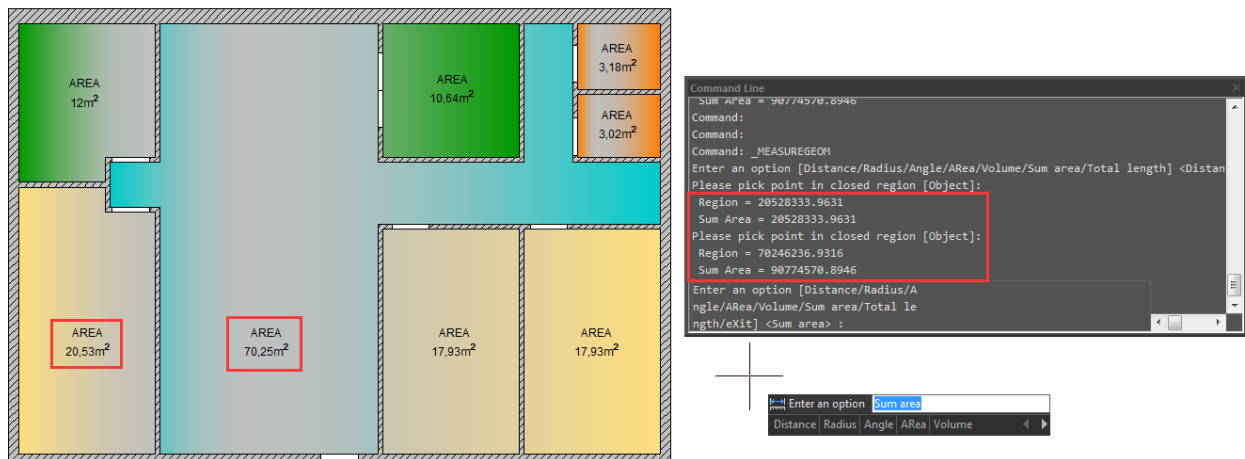 AREA
12m²
AREA
10,64m²
AREA
3,18m²
AREA
3,02m²
AREA
20,53m²
AREA
70,25m²
AREA
17,93m²
AREA
17,93m²
Command Line
Sum Area = 90774570.8946
Command:
Command:
Command: _MEASUREGEOM
Enter an option [Distance/Radius/Angle/ARea/Volume/Sum area/Total length] <Distan
Please pick point in closed region [Object]:
Region = 20528333.9631
Sum Area = 20528333.9631
Please pick point in closed region [Object]:
Region = 70246236.9316
Sum Area = 90774570.8946
Enter an option [Distance/Radius/A
ngle/ARea/Volume/Sum area/Total le
ngth/eXit] <Sum area> :
Enter an option Sum area
Distance Radius Angle ARea Volume